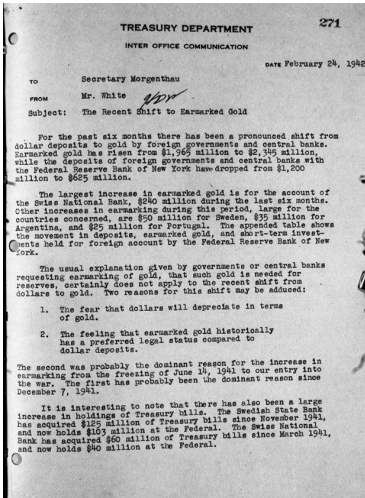 271
TREASURY DEPARTMENT
INTER OFFICE COMMUNICATION
DATE February 24, 1942
TO Secretary Morgenthau
FROM Mr. White
Subject: The Recent Shift to Earmarked Gold
For the past six months there has been a pronounced shift from
dollar deposits to gold by foreign governments and central banks.
Earmarked gold has risen from $1,965 million to $2,345 million,
while the deposits of foreign governments and central banks with
the Federal Reserve Bank of New York have dropped from $1,200
million to $625 million.
The largest increase in earmarked gold is for the account of
the Swiss National Bank, $240 million during the last six months.
Other increases in earmarking during this period, large for the
countries concerned, are $50 million for Sweden, $35 million for
Argentina, and $25 million for Portugal. The appended table shows
the movement in deposits, earmarked gold, and short-term invest-
ments held for foreign account by the Federal Reserve Bank of New
York.
The usual explanation given by governments or central banks
requesting earmarking of gold, that such gold is needed for
reserves, certainly does not apply to the recent shift from
dollars to gold. Two reasons for this shift may be adduced:
1. The fear that dollars will depreciate in terms
of gold.
2. The feeling that earmarked gold historically
has a preferred legal status compared to
dollar deposits.
The second was probably the dominant reason for the increase in
earmarking from the freezing of June 14, 1941 to our entry into
the war. The first has probably been the dominant reason since
December 7, 1941.
It is interesting to note that there has also been a large
increase in holdings of Treasury bills. The Swedish State Bank
has acquired $125 million of Treasury bills since November 1941,
and now holds $103 million at the Federal. The Swiss National
Bank has acquired $60 million of Treasury bills since March 1941,
and now holds $40 million at the Federal.